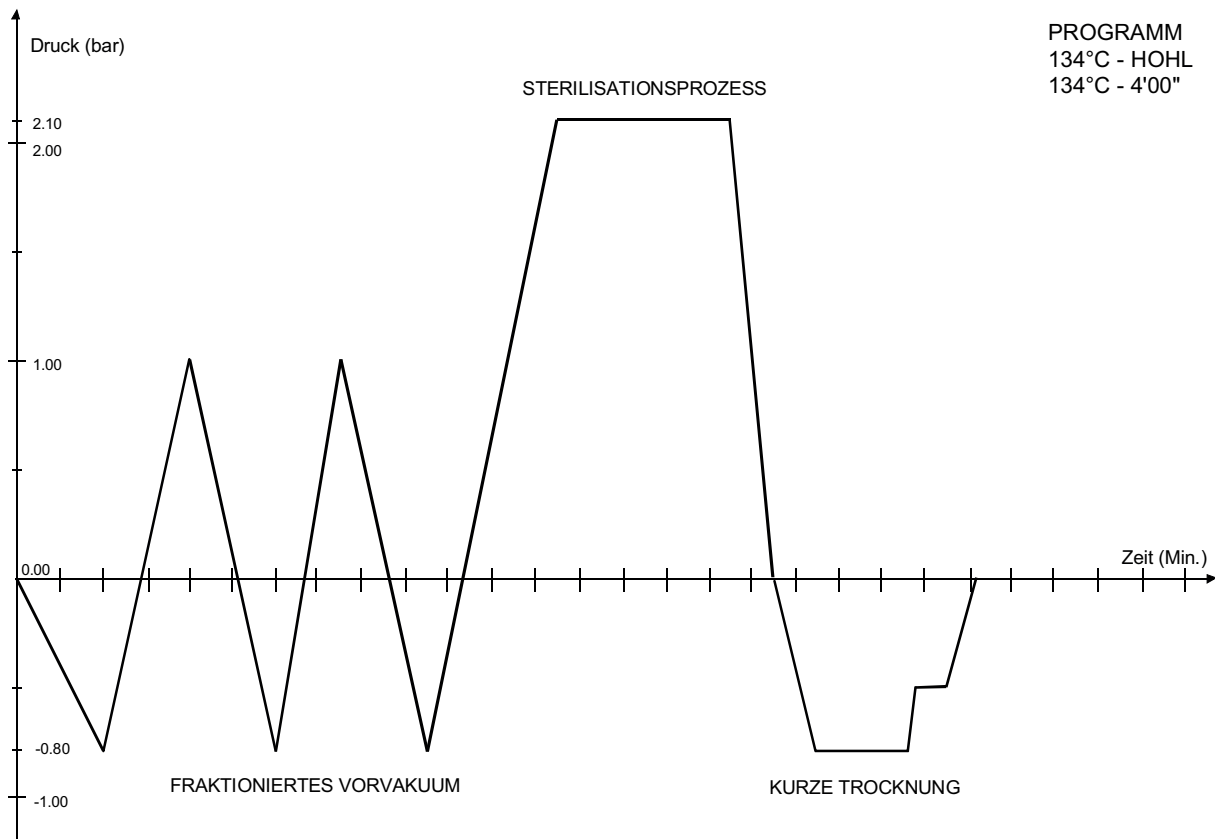 Druck (bar)
PROGRAMM
134°C - HOHL
134°C - 4'00"
STERILISATIONSPROZESS
2.10
2.00
1.00
0.00
Zeit (Min.)
-0.80
FRAKTIONIERTES VORVAKUUM
KURZE TROCKNUNG
-1.00